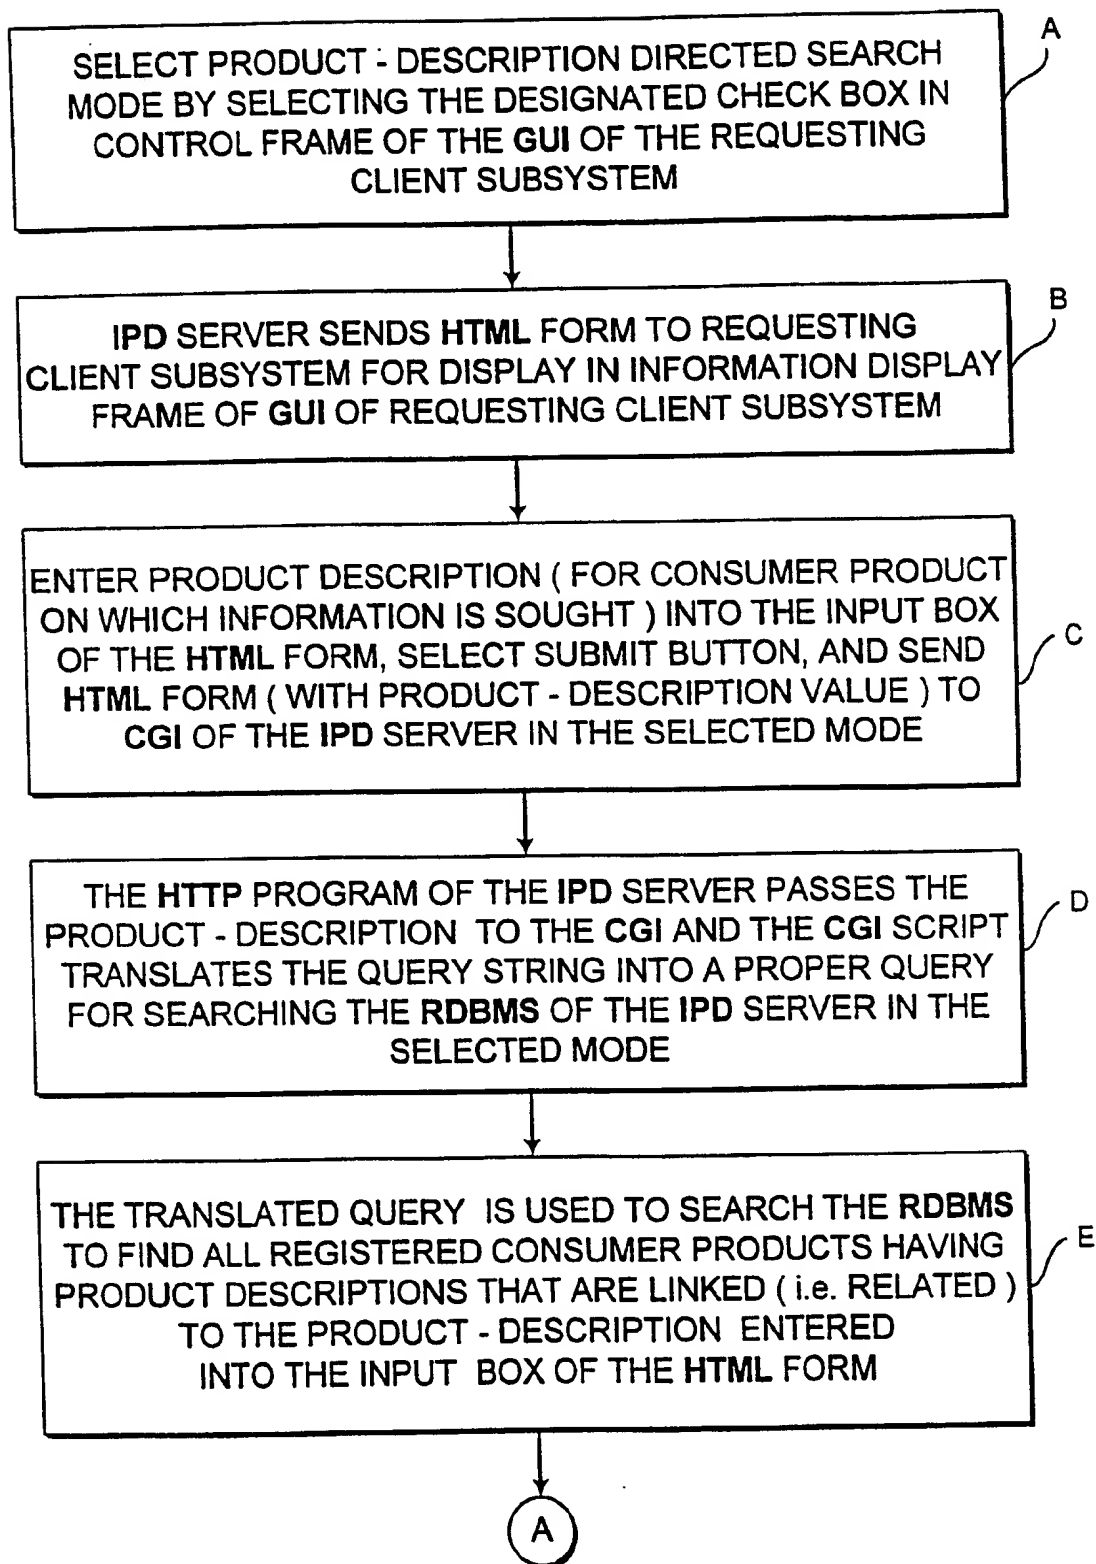 A
SELECT PRODUCT - DESCRIPTION DIRECTED SEARCH
MODE BY SELECTING THE DESIGNATED CHECK BOX IN
CONTROL FRAME OF THE GUI OF THE REQUESTING
CLIENT SUBSYSTEM
B
IPD SERVER SENDS HTML FORM TO REQUESTING
CLIENT SUBSYSTEM FOR DISPLAY IN INFORMATION DISPLAY
FRAME OF GUI OF REQUESTING CLIENT SUBSYSTEM
C
ENTER PRODUCT DESCRIPTION ( FOR CONSUMER PRODUCT
ON WHICH INFORMATION IS SOUGHT ) INTO THE INPUT BOX
OF THE HTML FORM, SELECT SUBMIT BUTTON, AND SEND
HTML FORM ( WITH PRODUCT - DESCRIPTION VALUE ) TO
CGI OF THE IPD SERVER IN THE SELECTED MODE
D
THE HTTP PROGRAM OF THE IPD SERVER PASSES THE
PRODUCT - DESCRIPTION TO THE CGI AND THE CGI SCRIPT
TRANSLATES THE QUERY STRING INTO A PROPER QUERY
FOR SEARCHING THE RDBMS OF THE IPD SERVER IN THE
SELECTED MODE
E
THE TRANSLATED QUERY IS USED TO SEARCH THE RDBMS
TO FIND ALL REGISTERED CONSUMER PRODUCTS HAVING
PRODUCT DESCRIPTIONS THAT ARE LINKED ( i.e. RELATED )
TO THE PRODUCT - DESCRIPTION ENTERED
INTO THE INPUT BOX OF THE HTML FORM
A